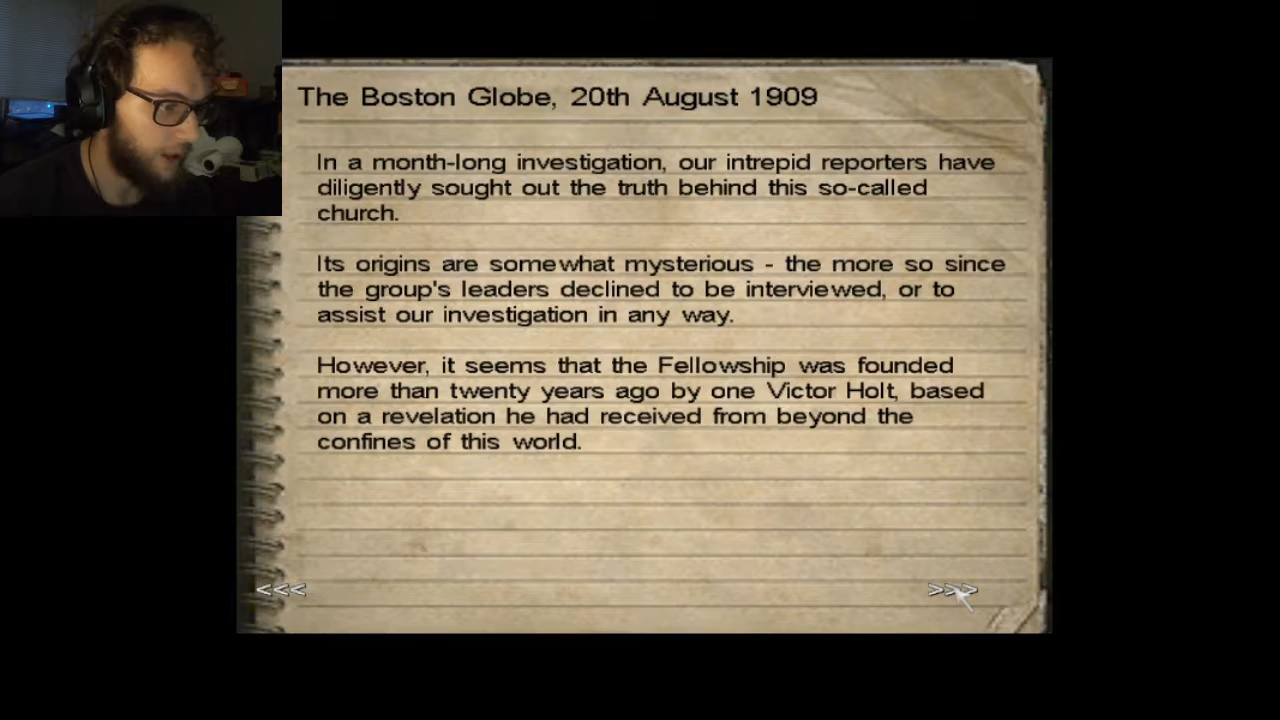 The Boston Globe, 20th August 1909
In a month-long investigation, our intrepid reporters have
diligently sought out the truth behind this so-called
church.
Its origins are somewhat mysterious - the more so since
the group's leaders declined to be interviewed, or to
assist our investigation in any way.
However, it seems that the Fellowship was founded
more than twenty years ago by one Victor Holt, based
on a revelation he had received from beyond the
confines of this world.
<<< >>>